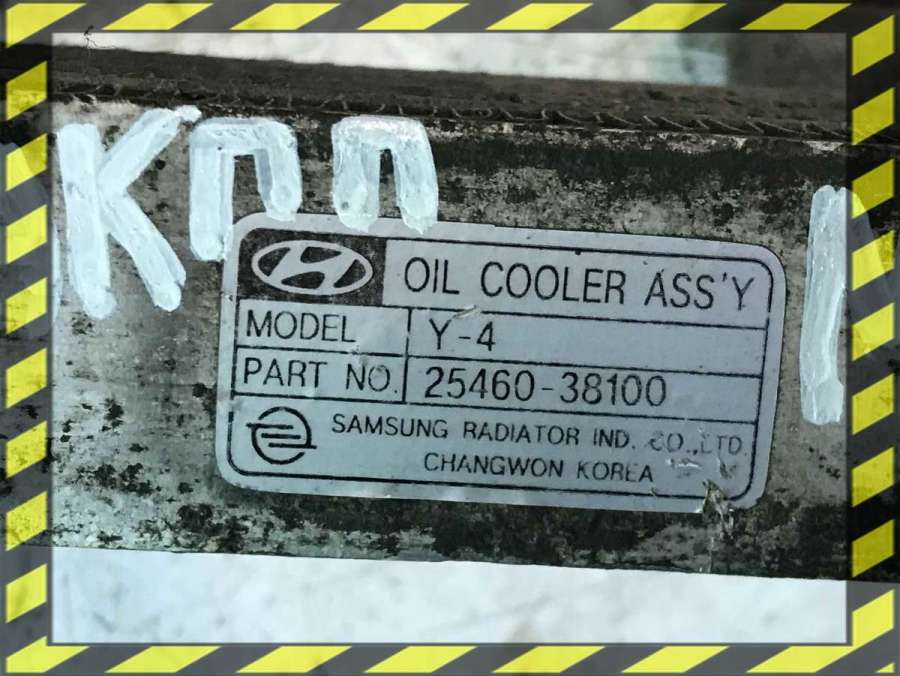 КПП
OIL COOLER ASS'Y
MODEL Y-4
PART NO. 25460-38100
SAMSUNG RADIATOR IND. CO.,LTD.
CHANGWON KOREA